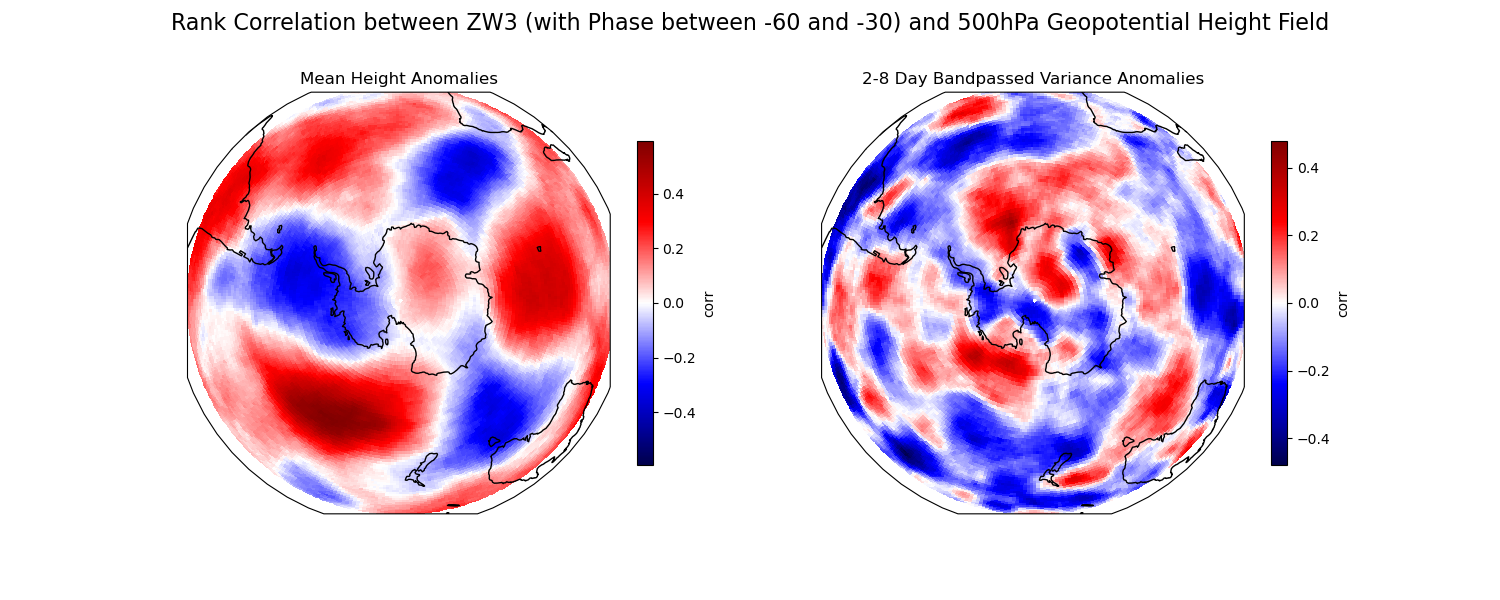 Rank Correlation between ZW3 (with Phase between -60 and -30) and 500hPa Geopotential Height Field
Mean Height Anomalies
0.4
0.2
0.0
−0.2
−0.4
corr
2-8 Day Bandpassed Variance Anomalies
0.4
0.2
0.0
−0.2
−0.4
corr